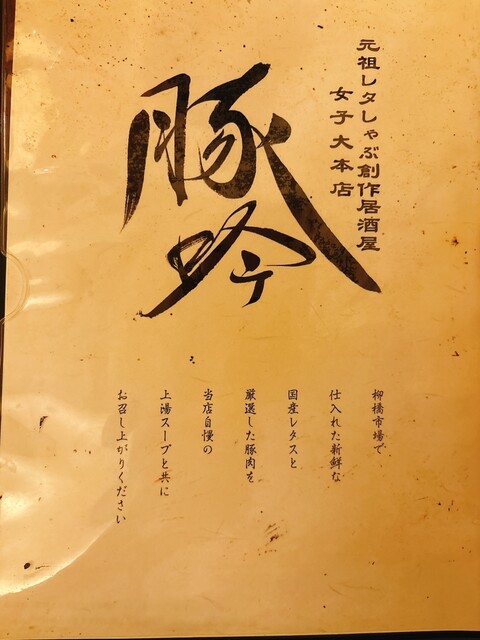 元祖レタしゃぶ創作居酒屋
女子大本店
豚吟
柳橋市場で
仕入れた新鮮な
国産レタスと
厳選した豚肉を
当店自慢の
上湯スープと共に
お召し上がりください